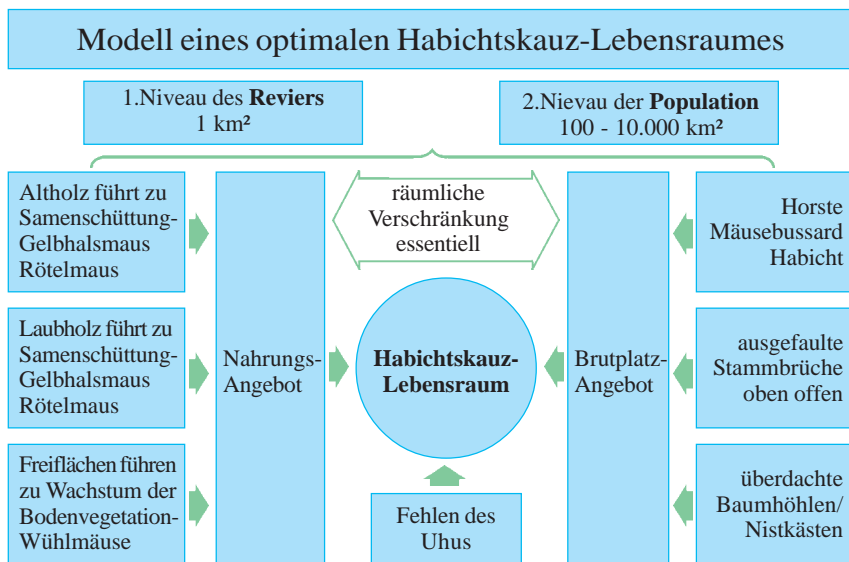 Modell eines optimalen Habichtskauz-Lebensraumes
1.Niveau des Reviers
1 km²
2.Nievau der Population
100 - 10.000 km²
Altholz führt zu
Samenschüttung-
Gelbhalsmaus
Rötelmaus
Laubholz führt zu
Samenschüttung-
Gelbhalsmaus
Rötelmaus
Freiflächen führen
zu Wachstum der
Bodenvegetation-
Wühlmäuse
Nahrungs-
Angebot
räumliche
Verschränkung
essentiell
Habichtskauz-
Lebensraum
Fehlen des
Uhus
Brutplatz-
Angebot
Horste
Mäusebussard
Habicht
ausgefaulte
Stammbrüche
oben offen
überdachte
Baumhöhlen/
Nistkästen